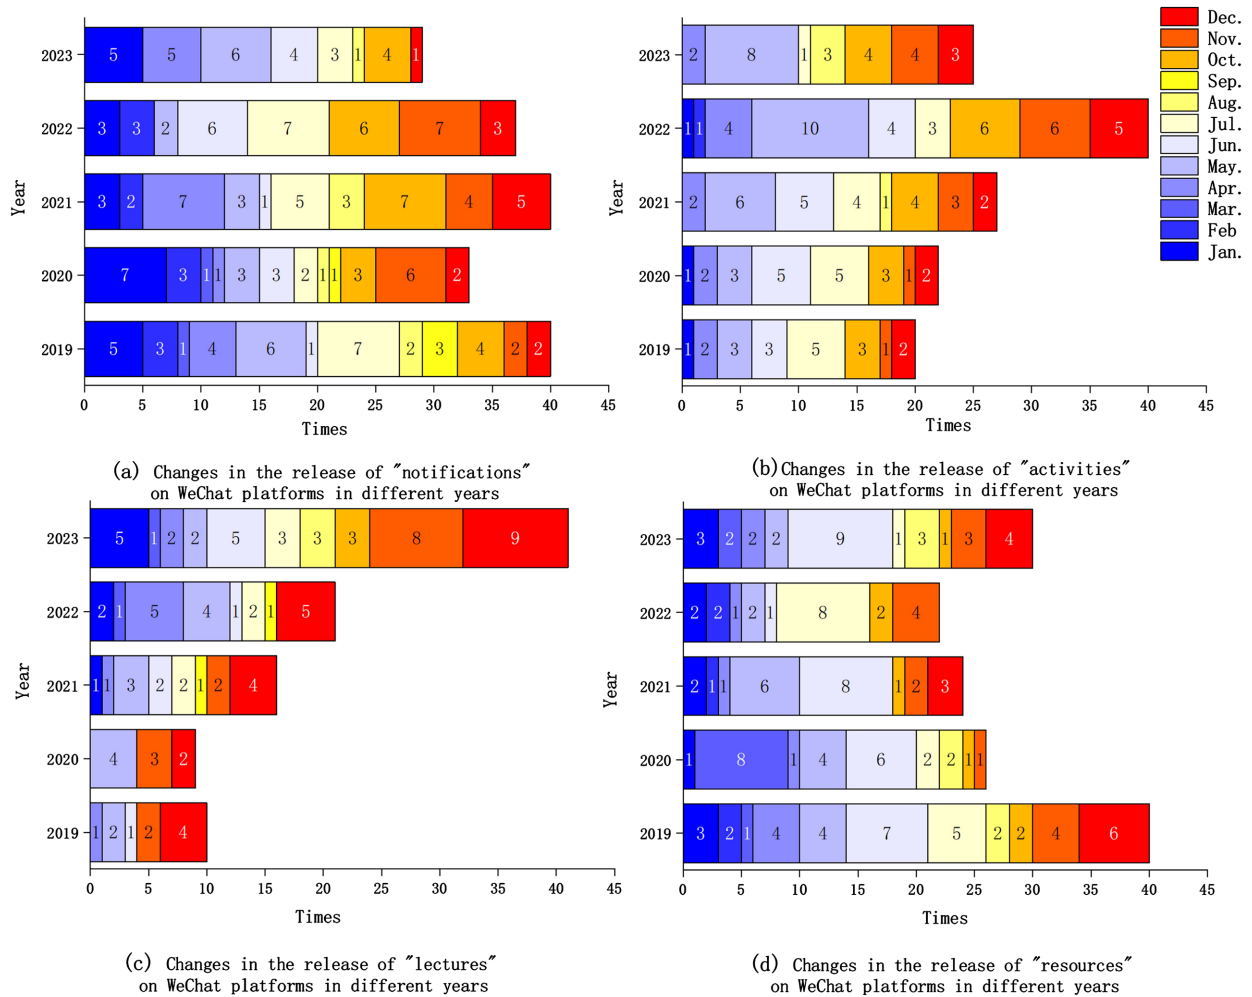 2023 5 5 6 4 3 1 4 1
2022 3 3 2 6 7 6 7 3
2021 3 2 7 3 1 5 3 7 4 5
2020 7 3 1 1 3 3 2 1 1 3 6 2
2019 5 3 1 4 6 1 7 2 3 4 2 2
Year
0 5 10 15 20 25 30 35 40 45
Times
(a) Changes in the release of "notifications"
on WeChat platforms in different years
2023 2 8 1 3 4 4 3
2022 1 1 4 10 4 3 6 6 5
2021 2 6 5 4 1 4 3 2
2020 1 2 3 5 5 3 1 2
2019 1 2 3 3 5 3 1 2
Year
0 5 10 15 20 25 30 35 40 45
Times
(b)Changes in the release of "activities"
on WeChat platforms in different years
Dec.
Nov.
Oct.
Sep.
Aug.
Jul.
Jun.
May.
Apr.
Mar.
Feb
Jan.
2023 5 1 2 2 5 3 3 3 8 9
2022 2 1 5 4 1 2 1 5
2021 1 1 3 2 2 1 2 4
2020 4 3 2
2019 1 2 1 2 4
Year
0 5 10 15 20 25 30 35 40 45
Times
(c) Changes in the release of "lectures"
on WeChat platforms in different years
2023 3 2 2 2 9 1 3 1 3 4
2022 2 2 1 2 1 8 2 4
2021 2 1 1 6 8 1 2 3
2020 1 8 1 4 6 2 2 1 1
2019 3 2 1 4 4 7 5 2 2 4 6
Year
0 5 10 15 20 25 30 35 40 45
Times
(d) Changes in the release of "resources"
on WeChat platforms in different years